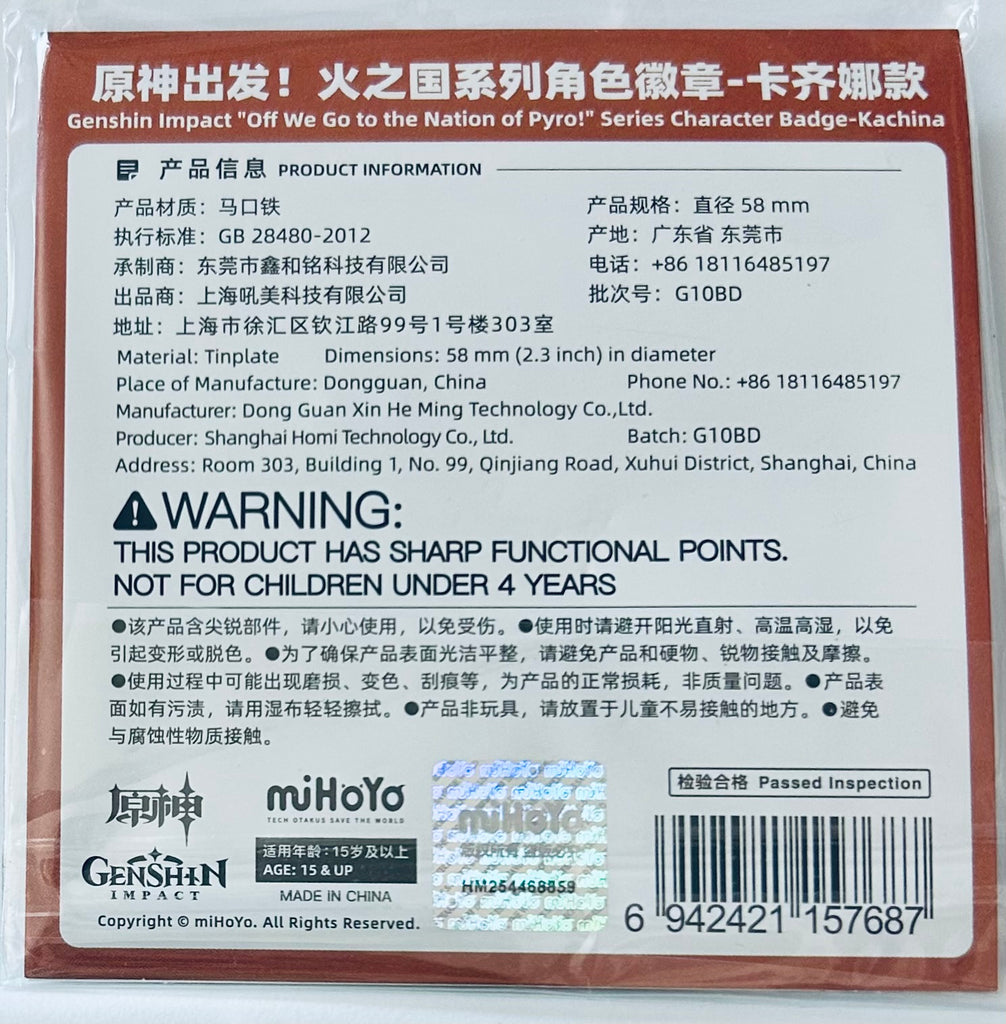 原神出发！火之国系列角色徽章-卡齐娜款
Genshin Impact "Off We Go to the Nation of Pyro!" Series Character Badge-Kachina
产品信息 PRODUCT INFORMATION
产品材质：马口铁 产品规格：直径 58 mm
执行标准：GB 28480-2012 产地：广东省 东莞市
承制商：东莞市鑫和铭科技有限公司 电话：+86 18116485197
出品商：上海吼美科技有限公司 批次号：G10BD
地址：上海市徐汇区钦江路99号1号楼303室
Material: Tinplate Dimensions: 58 mm (2.3 inch) in diameter
Place of Manufacture: Dongguan, China Phone No.: +86 18116485197
Manufacturer: Dong Guan Xin He Ming Technology Co.,Ltd.
Producer: Shanghai Homi Technology Co., Ltd. Batch: G10BD
Address: Room 303, Building 1, No. 99, Qinjiang Road, Xuhui District, Shanghai, China
WARNING:
THIS PRODUCT HAS SHARP FUNCTIONAL POINTS.
NOT FOR CHILDREN UNDER 4 YEARS
●该产品含尖锐部件，请小心使用，以免受伤。●使用时请避开阳光直射、高温高湿，以免
引起变形或脱色。●为了确保产品表面光洁平整，请避免产品和硬物、锐物接触及摩擦。
●使用过程中可能出现磨损、变色、刮痕等，为产品的正常损耗，非质量问题。●产品表
面如有污渍，请用湿布轻轻擦拭。●产品非玩具，请放置于儿童不易接触的地方。●避免
与腐蚀性物质接触。
原神
GENSHIN
IMPACT
miHoYo
TECH OTAKUS SAVE THE WORLD
适用年龄：15岁及以上
AGE: 15 & UP
MADE IN CHINA
Copyright © miHoYo. All Rights Reserved.
miHoYo
HM254468859
检验合格 Passed Inspection
6 942421 157687